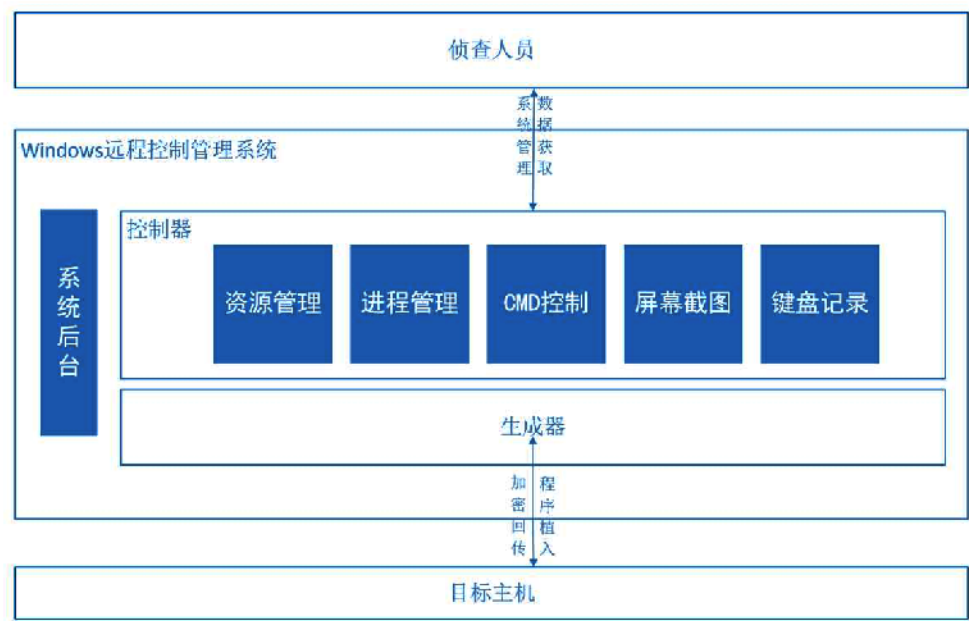 侦查人员
系统管理
数据获取
Windows远程控制管理系统
系统后台
控制器
资源管理
进程管理
CMD控制
屏幕截图
键盘记录
生成器
加密回传
程序植入
目标主机